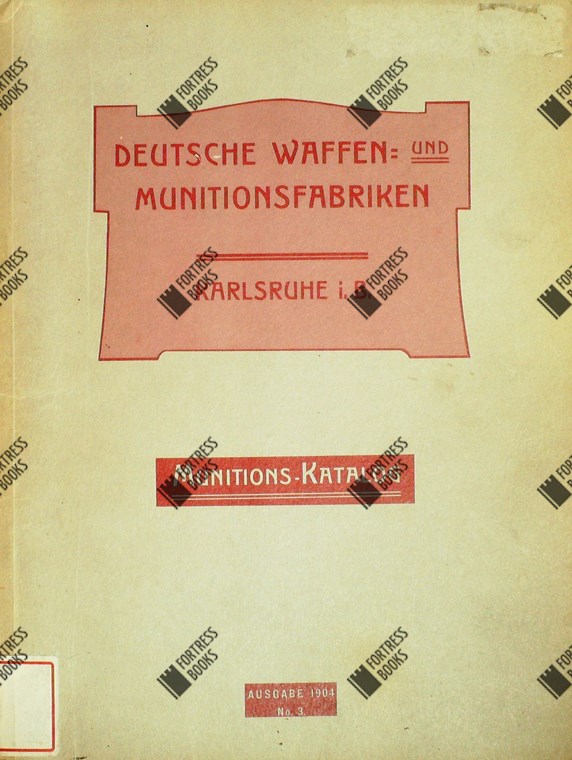 DEUTSCHE WAFFEN= UND
MUNITIONSFABRIKEN
KARLSRUHE i. B.
MUNITIONS-KATALOG
AUSGABE 1904
No. 3.
FORTRESS BOOKS